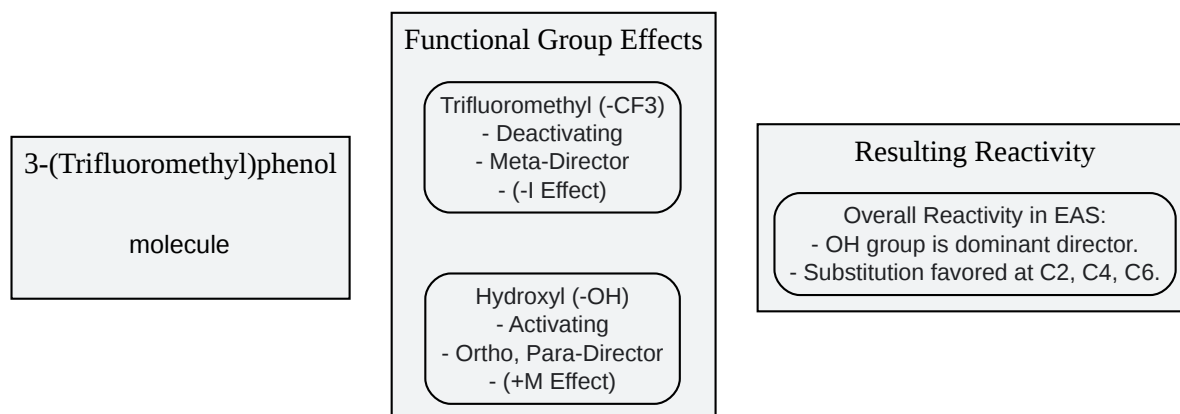 3-(Trifluoromethyl)phenol
molecule
Functional Group Effects
Trifluoromethyl (-CF3)
- Deactivating
- Meta-Director
- (-I Effect)
Hydroxyl (-OH)
- Activating
- Ortho, Para-Director
- (+M Effect)
Resulting Reactivity
Overall Reactivity in EAS:
- OH group is dominant director.
- Substitution favored at C2, C4, C6.